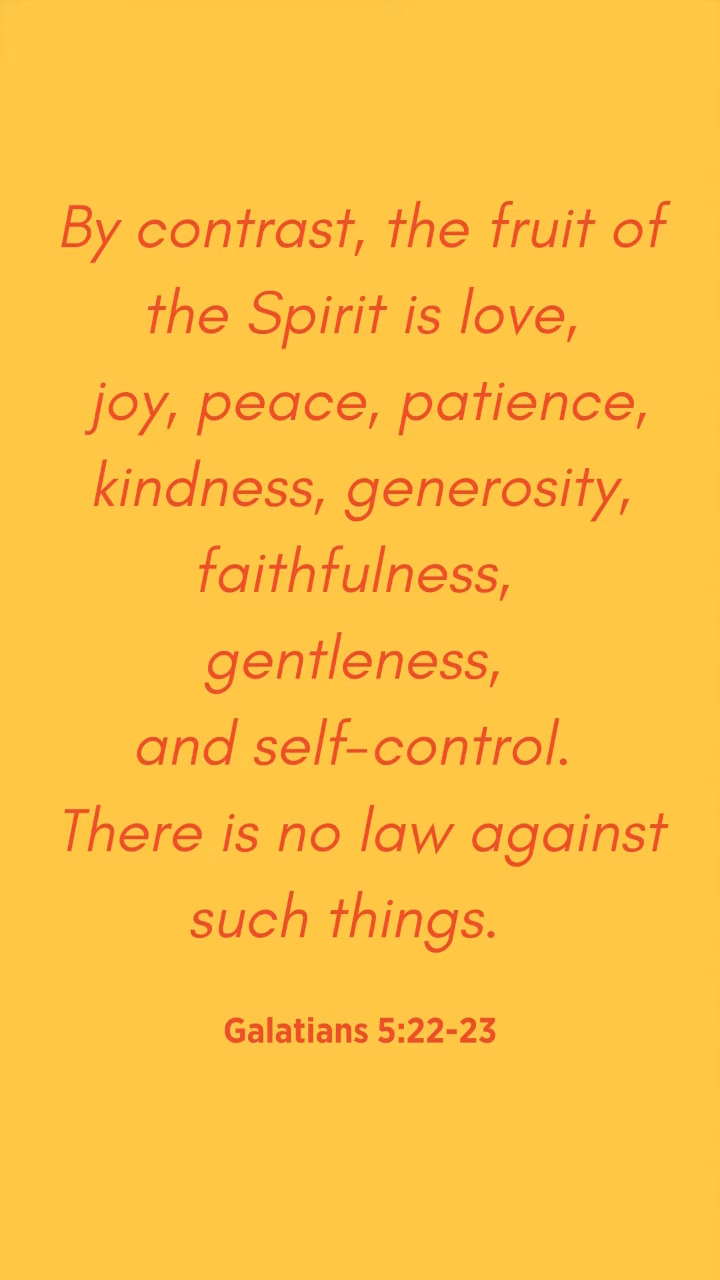 By contrast, the fruit of
the Spirit is love,
joy, peace, patience,
kindness, generosity,
faithfulness,
gentleness,
and self-control.
There is no law against
such things.
Galatians 5:22-23